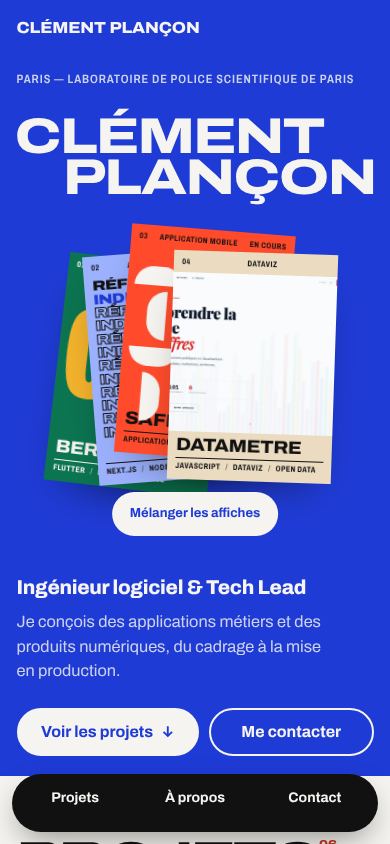 CLÉMENT PLANÇON
PARIS — LABORATOIRE DE POLICE SCIENTIFIQUE DE PARIS
CLÉMENT
PLANÇON
03 APPLICATION MOBILE EN COURS
04 DATAVIZ
02
DATAMETRE
JAVASCRIPT / DATAVIZ / OPEN DATA
FLUTTER /
NEXT.JS /
Mélanger les affiches
Ingénieur logiciel & Tech Lead
Je conçois des applications métiers et des
produits numériques, du cadrage à la mise
en production.
Voir les projets ↓
Me contacter
Projets À propos Contact